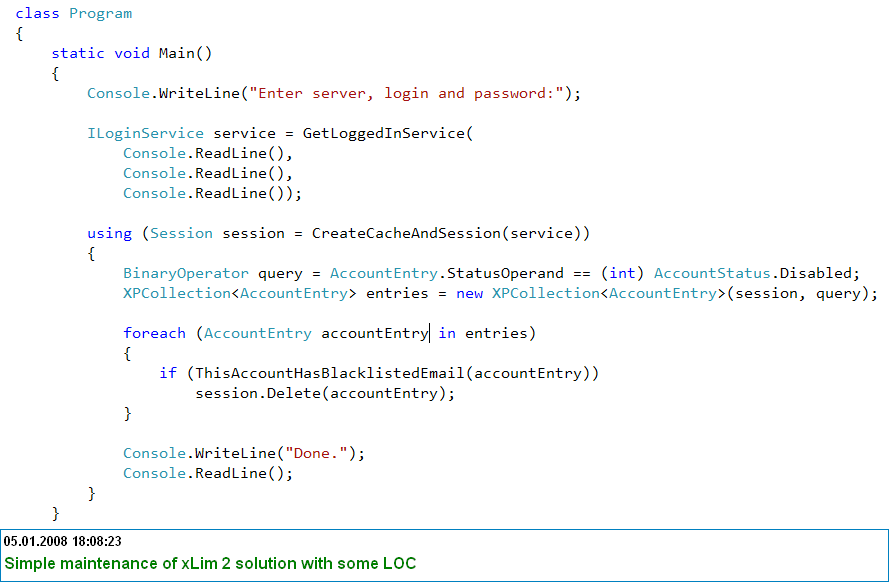 class Program
{
    static void Main()
    {
        Console.WriteLine("Enter server, login and password:");

        ILoginService service = GetLoggedInService(
            Console.ReadLine(),
            Console.ReadLine(),
            Console.ReadLine());

        using (Session session = CreateCacheAndSession(service))
        {
            BinaryOperator query = AccountEntry.StatusOperand == (int) AccountStatus.Disabled;
            XPCollection<AccountEntry> entries = new XPCollection<AccountEntry>(session, query);

            foreach (AccountEntry accountEntry in entries)
            {
                if (ThisAccountHasBlacklistedEmail(accountEntry))
                    session.Delete(accountEntry);
            }

            Console.WriteLine("Done.");
            Console.ReadLine();
        }
    }
05.01.2008 18:08:23
Simple maintenance of xLim 2 solution with some LOC